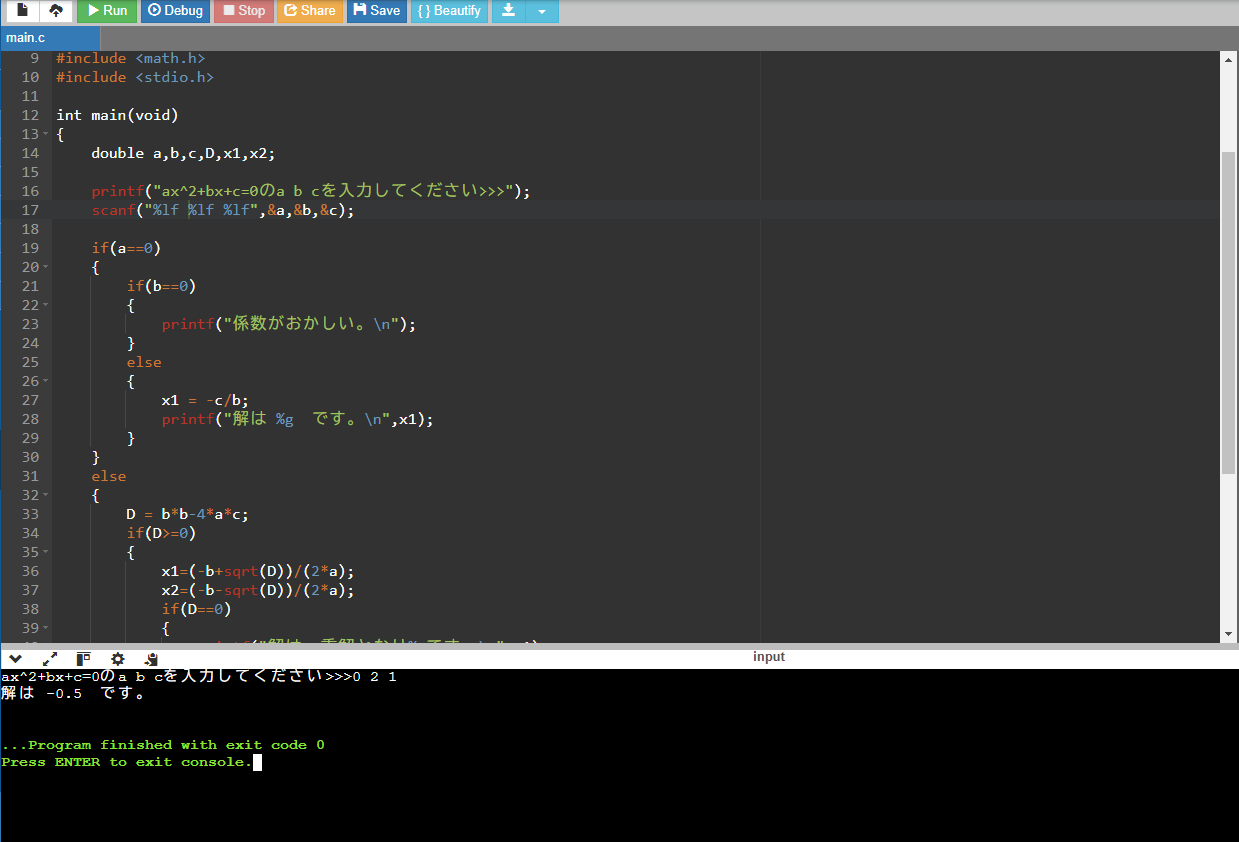 Run Debug Stop Share Save { } Beautify
main.c
9 #include <math.h>
10 #include <stdio.h>
11
12 int main(void)
13 {
14 double a,b,c,D,x1,x2;
15
16 printf("ax^2+bx+c=0のa b cを入力してください>>>");
17 scanf("%lf %lf %lf",&a,&b,&c);
18
19 if(a==0)
20 {
21 if(b==0)
22 {
23 printf("係数がおかしい。\n");
24 }
25 else
26 {
27 x1 = -c/b;
28 printf("解は %g  です。\n",x1);
29 }
30 }
31 else
32 {
33 D = b*b-4*a*c;
34 if(D>=0)
35 {
36 x1=(-b+sqrt(D))/(2*a);
37 x2=(-b-sqrt(D))/(2*a);
38 if(D==0)
39 {
input
ax^2+bx+c=0のa b cを入力してください>>>0 2 1
解は -0.5  です。
...Program finished with exit code 0
Press ENTER to exit console.